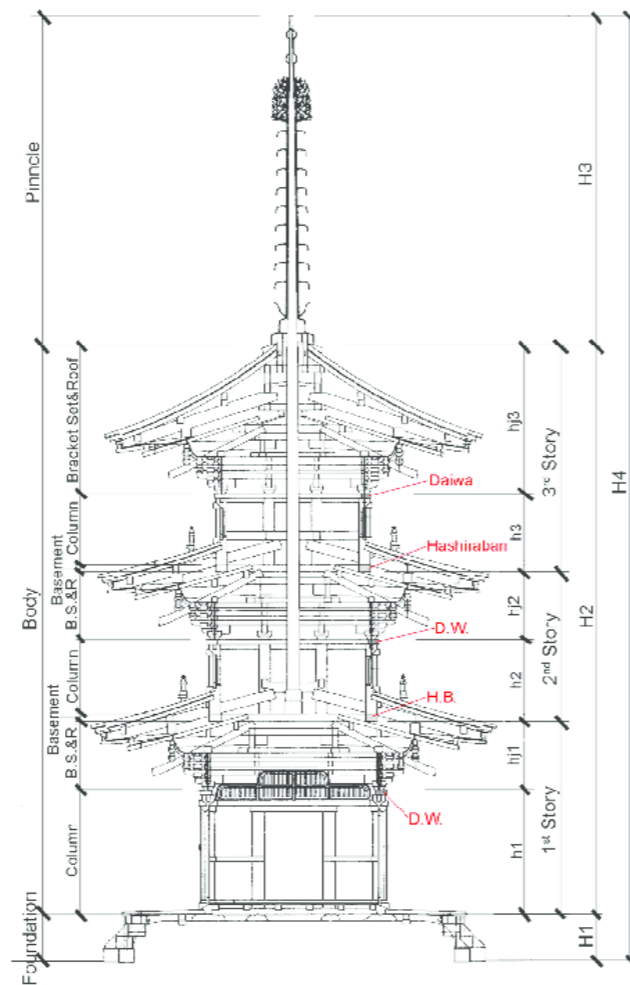 Pinncle
H3
Bracket Set&Roof
hj3
3rd Story
H4
Daiwa
Column
h3
Hashiraban
Basement
B.S.&R
hj2
Body
H2
D.W.
2nd Story
Column
h2
H.B.
Basement
B.S.&R
hj1
D.W.
1st Story
Column
h1
Foundation
H1